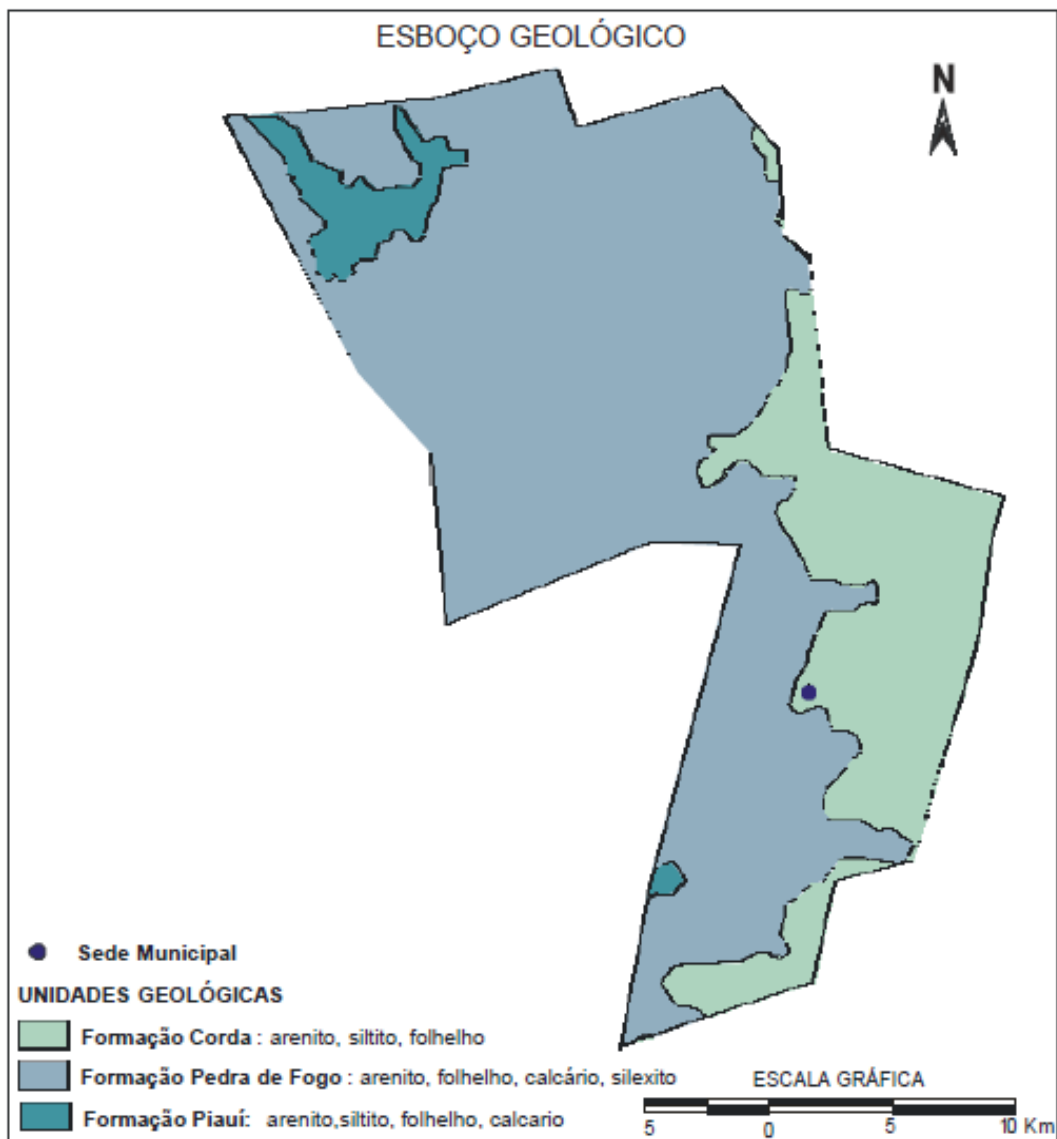 ESBOÇO GEOLÓGICO
N
Sede Municipal
UNIDADES GEOLÓGICAS
Formação Corda : arenito, siltito, folhelho
Formação Pedra de Fogo : arenito, folhelho, calcário, silexito
Formação Piauí: arenito,siltito, folhelho, calcario
ESCALA GRÁFICA
5 0 5 10 Km